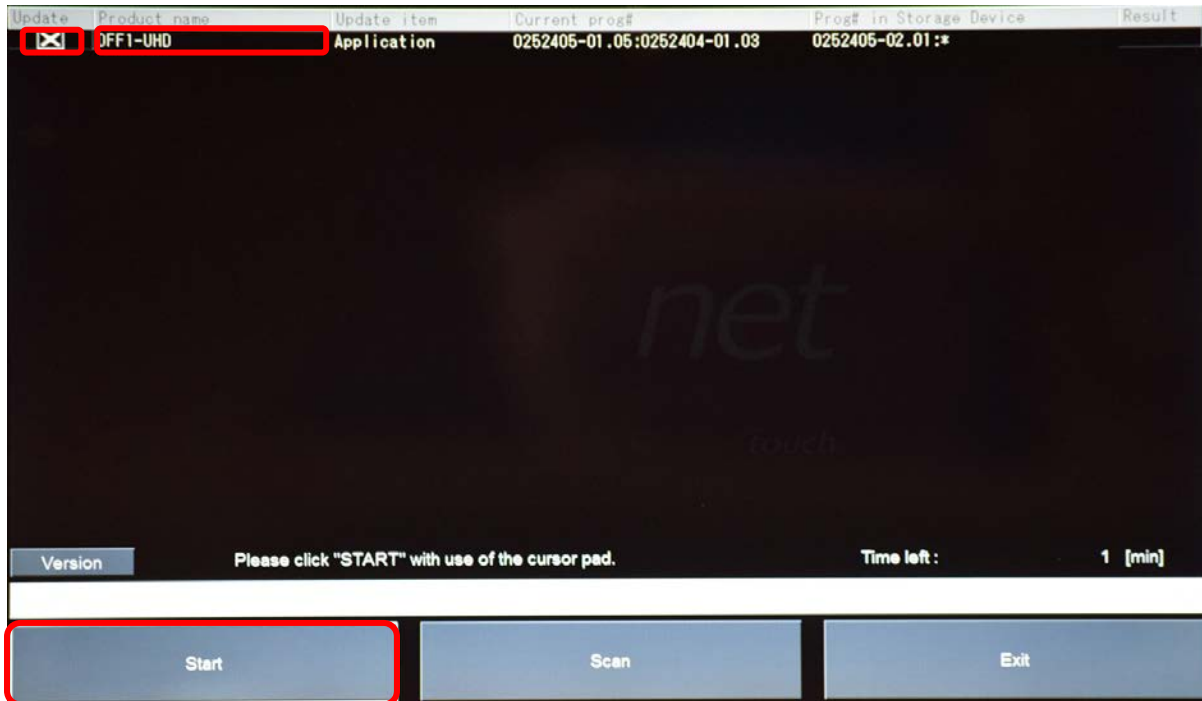 Update Product name Update item Current prog# Prog# in Storage Device Result
DFF1-UHD Application 0252405-01.05:0252404-01.03 0252405-02.01:*
net
touch
Version Please click "START" with use of the cursor pad. Time left : 1 [min]
Start Scan Exit